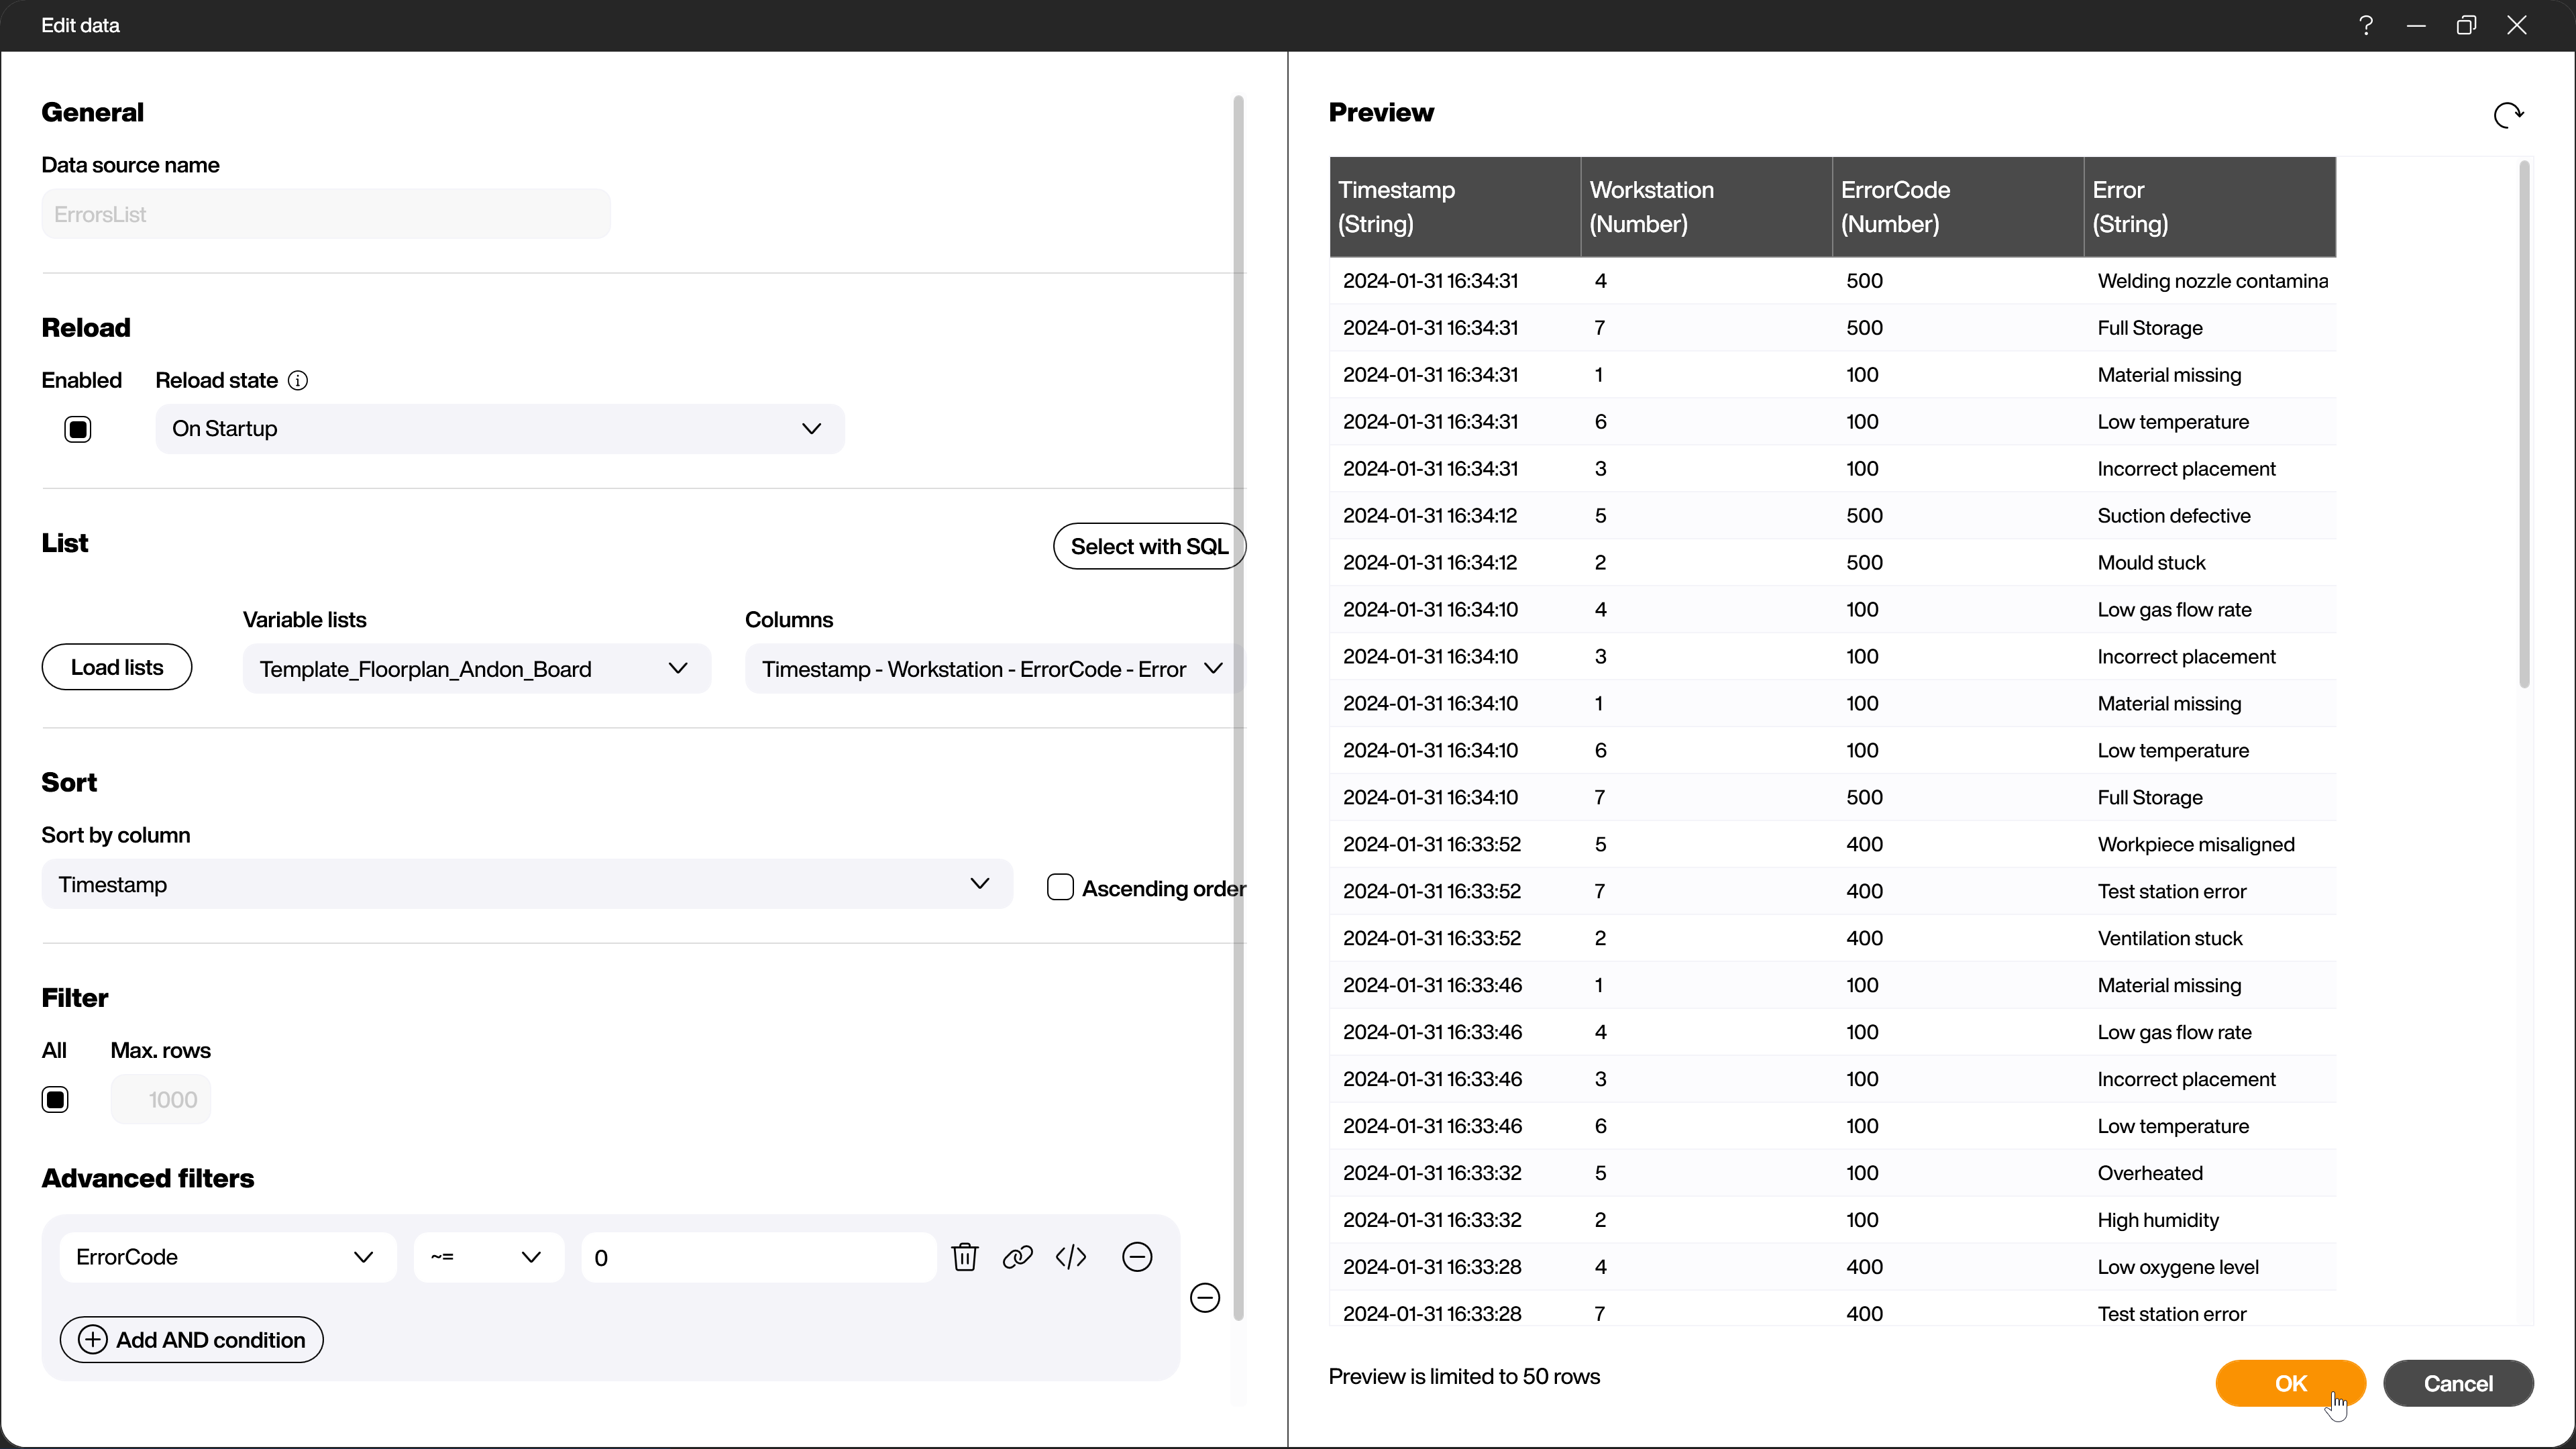 Edit data
General
Data source name
ErrorsList
Reload
Enabled Reload state
On Startup
List
Select with SQL
Variable lists Columns
Load lists Template_Floorplan_Andon_Board Timestamp - Workstation - ErrorCode - Error
Sort
Sort by column
Timestamp Ascending order
Filter
All Max. rows
1000
Advanced filters
ErrorCode ~= 0
Add AND condition
Preview
Timestamp (String) Workstation (Number) ErrorCode (Number) Error (String)
2024-01-31 16:34:31 4 500 Welding nozzle contamina
2024-01-31 16:34:31 7 500 Full Storage
2024-01-31 16:34:31 1 100 Material missing
2024-01-31 16:34:31 6 100 Low temperature
2024-01-31 16:34:31 3 100 Incorrect placement
2024-01-31 16:34:12 5 500 Suction defective
2024-01-31 16:34:12 2 500 Mould stuck
2024-01-31 16:34:10 4 100 Low gas flow rate
2024-01-31 16:34:10 3 100 Incorrect placement
2024-01-31 16:34:10 1 100 Material missing
2024-01-31 16:34:10 6 100 Low temperature
2024-01-31 16:34:10 7 500 Full Storage
2024-01-31 16:33:52 5 400 Workpiece misaligned
2024-01-31 16:33:52 7 400 Test station error
2024-01-31 16:33:52 2 400 Ventilation stuck
2024-01-31 16:33:46 1 100 Material missing
2024-01-31 16:33:46 4 100 Low gas flow rate
2024-01-31 16:33:46 3 100 Incorrect placement
2024-01-31 16:33:46 6 100 Low temperature
2024-01-31 16:33:32 5 100 Overheated
2024-01-31 16:33:32 2 100 High humidity
2024-01-31 16:33:28 4 400 Low oxygene level
2024-01-31 16:33:28 7 400 Test station error
Preview is limited to 50 rows
OK Cancel